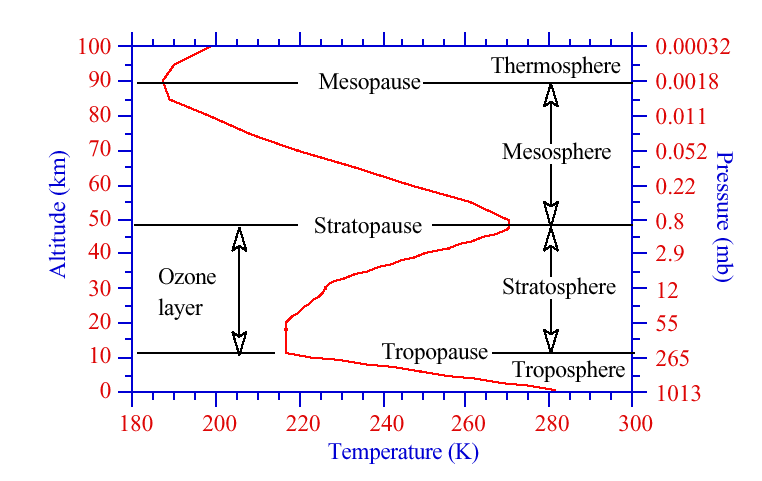 100
0.00032
Thermosphere
90
Mesopause
0.0018
80
0.011
70
Mesosphere
0.052
60
0.22
50
Stratopause
0.8
40
2.9
Ozone
layer
30
Stratosphere
12
20
55
10
Tropopause
265
Troposphere
0
1013
180
200
220
240
260
280
300
Temperature (K)
Altitude (km)
Pressure (mb)